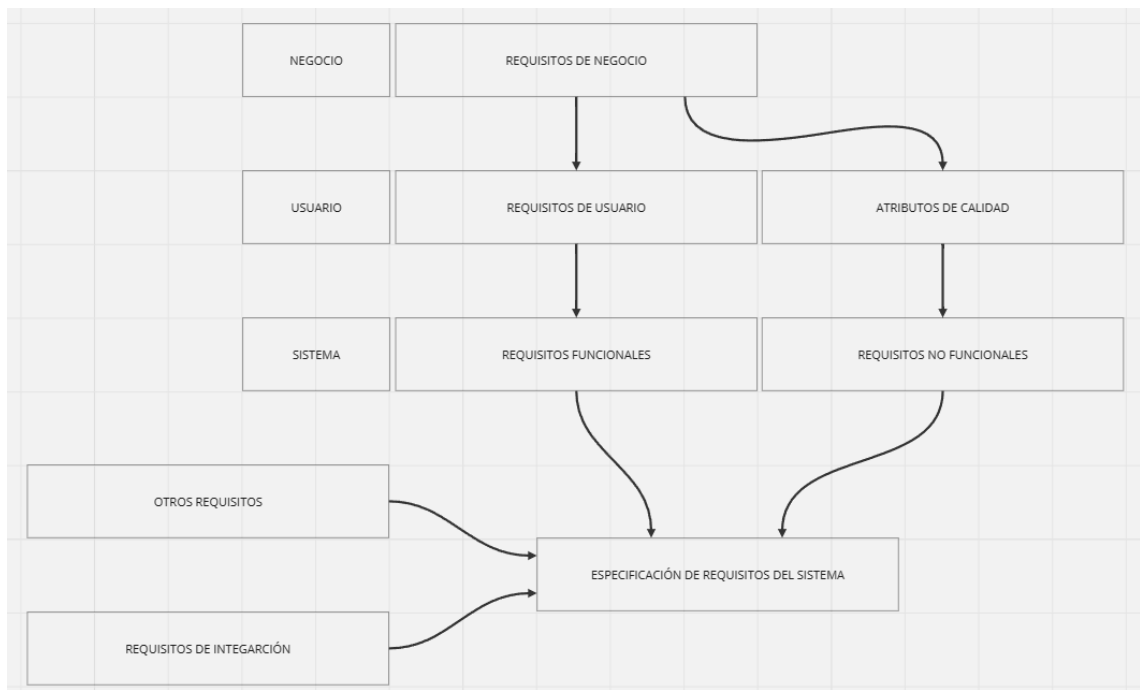 NEGOCIO
REQUISITOS DE NEGOCIO
USUARIO
REQUISITOS DE USUARIO
ATRIBUTOS DE CALIDAD
SISTEMA
REQUISITOS FUNCIONALES
REQUISITOS NO FUNCIONALES
OTROS REQUISITOS
ESPECIFICACIÓN DE REQUISITOS DEL SISTEMA
REQUISITOS DE INTEGARCIÓN